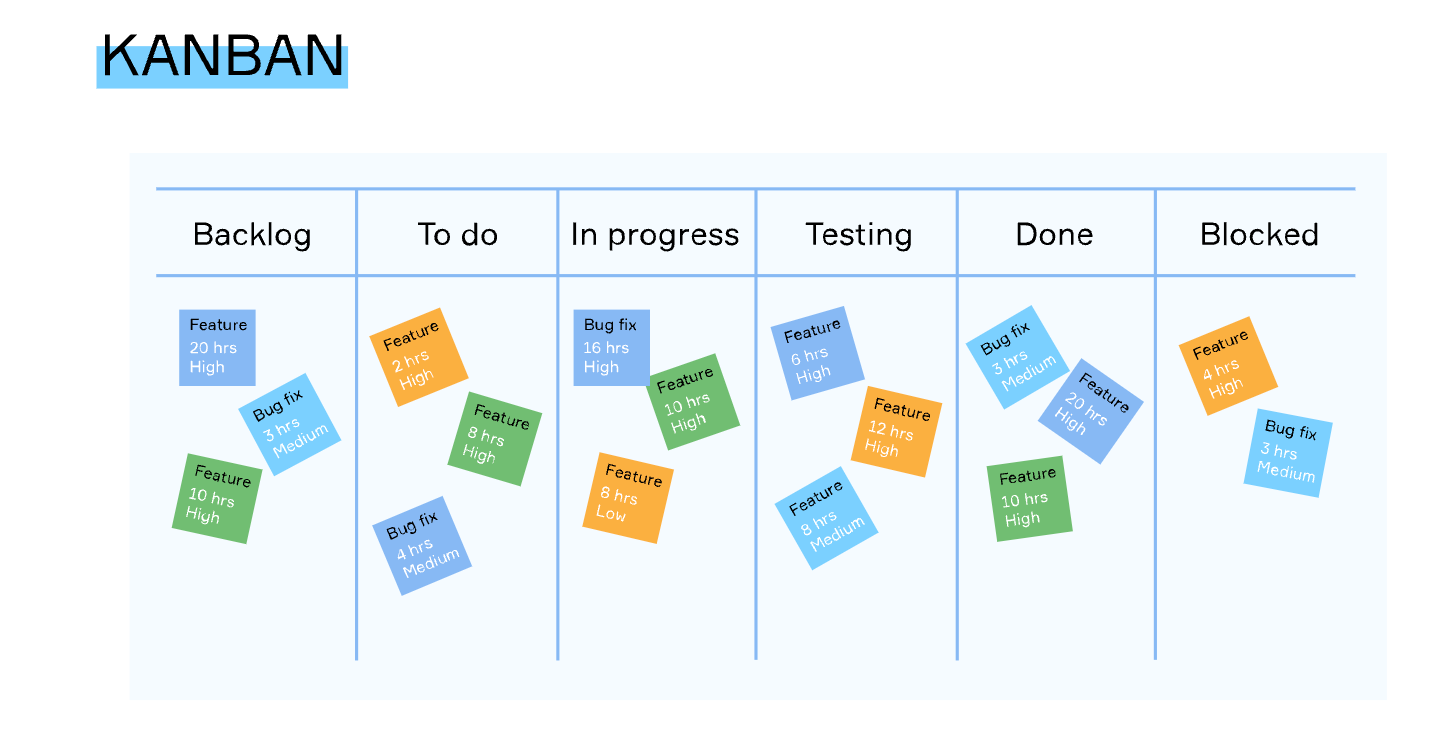 KANBAN
Backlog
To do
In progress
Testing
Done
Blocked
Feature
20 hrs
High
Bug fix
3 hrs
Medium
Feature
10 hrs
High
Feature
2 hrs
High
Feature
8 hrs
High
Bug fix
4 hrs
Medium
Bug fix
16 hrs
High
Feature
10 hrs
High
Feature
8 hrs
Low
Feature
6 hrs
High
Feature
12 hrs
High
Feature
8 hrs
Medium
Bug fix
3 hrs
Medium
Feature
20 hrs
High
Feature
10 hrs
High
Feature
4 hrs
High
Bug fix
3 hrs
Medium